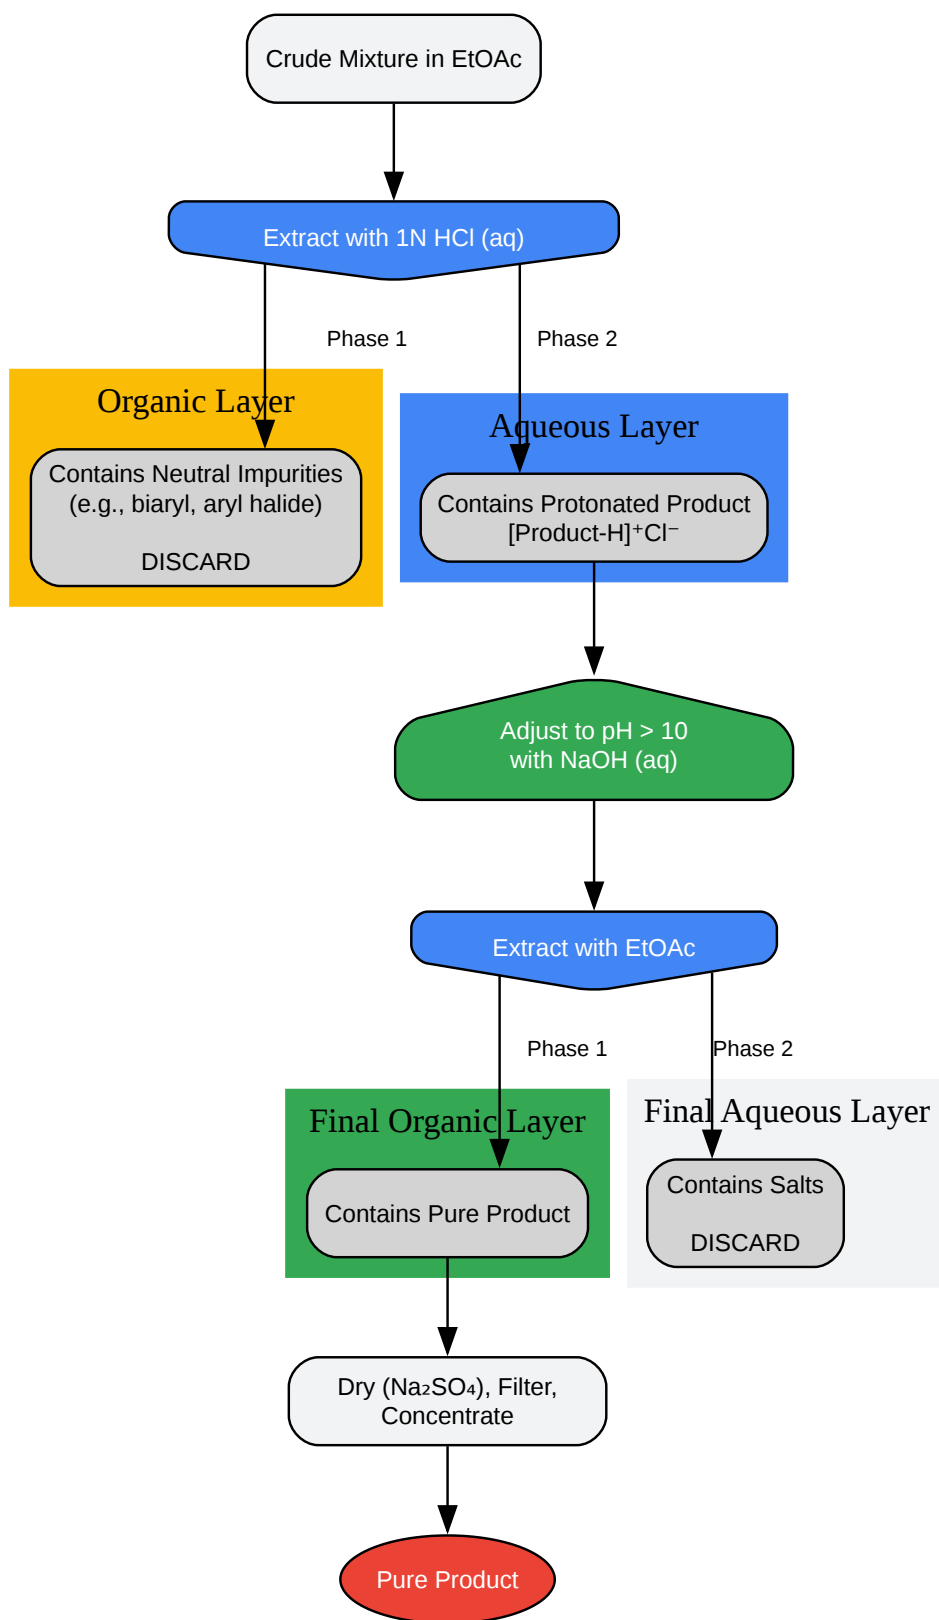 Crude Mixture in EtOAc
Extract with 1N HCl (aq)
Phase 1
Phase 2
Organic Layer
Contains Neutral Impurities
(e.g., biaryl, aryl halide)
DISCARD
Aqueous Layer
Contains Protonated Product
[Product-H]⁺Cl⁻
Adjust to pH > 10
with NaOH (aq)
Extract with EtOAc
Phase 1
Phase 2
Final Organic Layer
Contains Pure Product
Final Aqueous Layer
Contains Salts
DISCARD
Dry (Na₂SO₄), Filter,
Concentrate
Pure Product